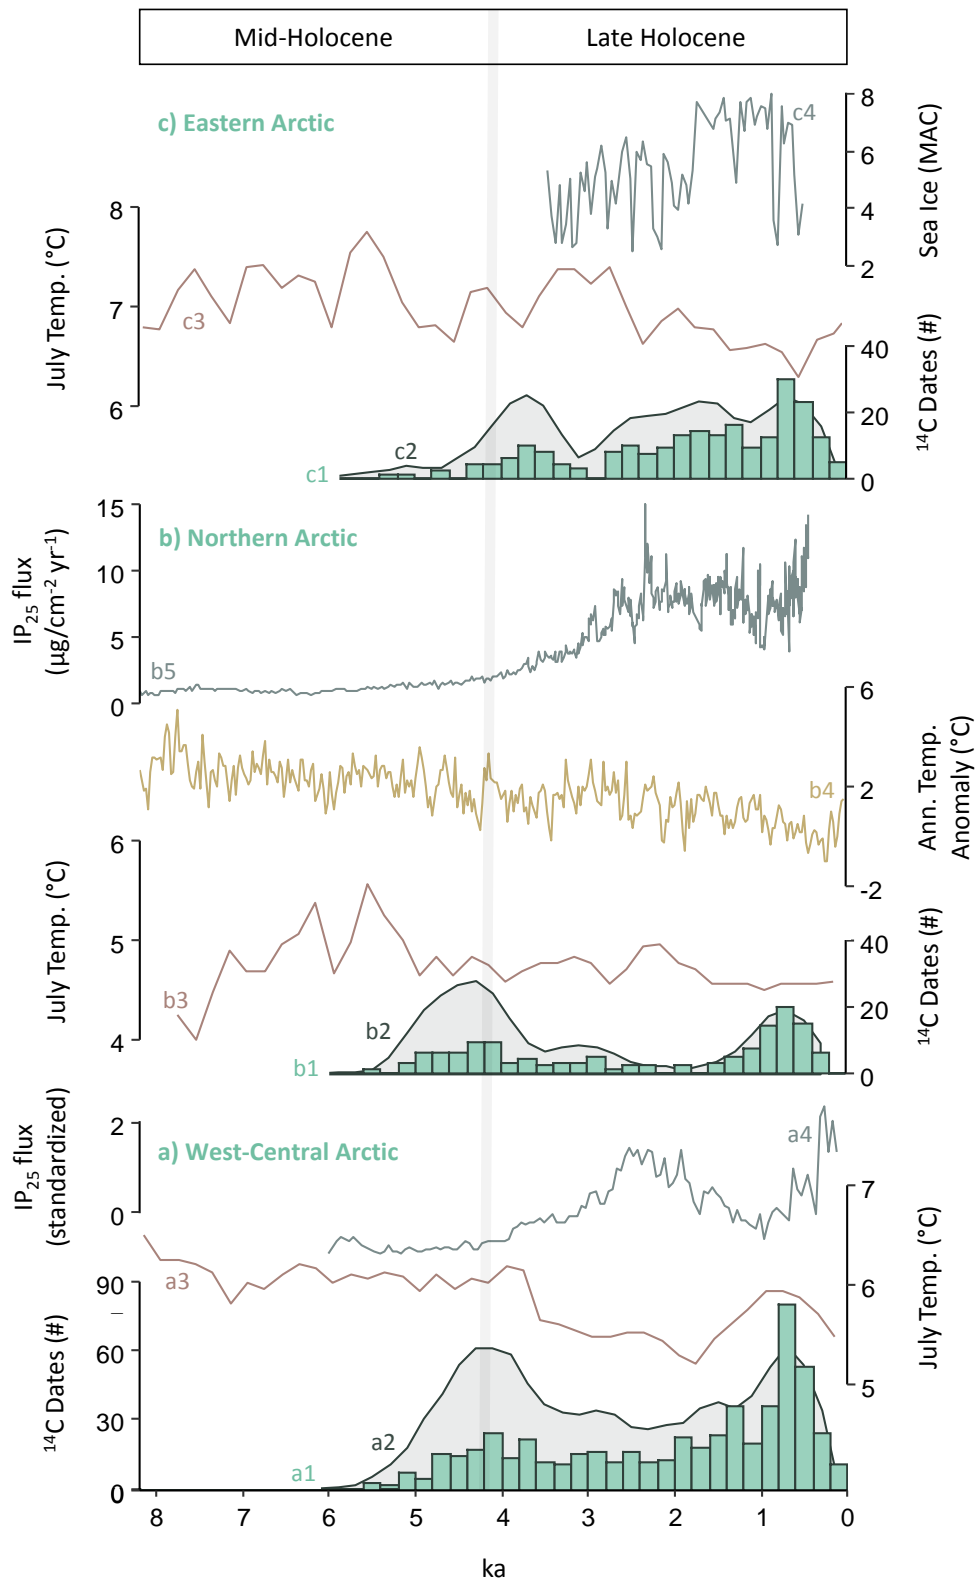 Mid-Holocene Late Holocene
c) Eastern Arctic
c4
8
6
4
2
Sea Ice (MAC)
8
7
6
July Temp. (°C)
c3
40
20
0
¹⁴C Dates (#)
c2
c1
b) Northern Arctic
15
10
5
0
IP₂₅ flux
(µg/cm⁻² yr⁻¹)
b5
6
2
-2
Ann. Temp.
Anomaly (°C)
b4
6
5
4
July Temp. (°C)
b3
40
20
0
¹⁴C Dates (#)
b2
b1
a) West-Central Arctic
2
0
IP₂₅ flux
(standardized)
a4
7
6
5
July Temp. (°C)
a3
90
60
30
0
¹⁴C Dates (#)
a2
a1
8 7 6 5 4 3 2 1 0
ka